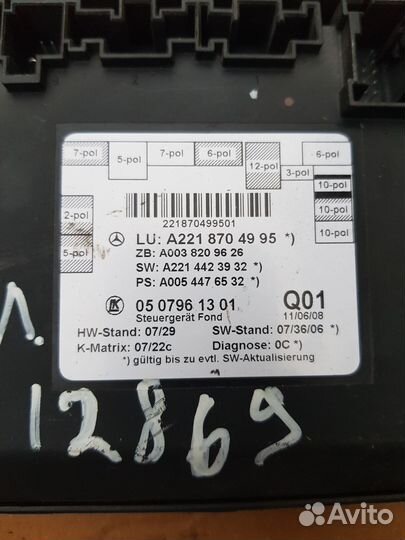 7-pol 5-pol 7-pol 6-pol 12-pol 3-pol 6-pol
10-pol
10-pol
10-pol
2-pol
5-pol
221870499501
LU: A221 870 49 95 *)
ZB: A003 820 96 26
SW: A221 442 39 32 *)
PS: A005 447 65 32 *)
05 0796 13 01 Q01
Steuergerät Fond 11/06/08
HW-Stand: 07/29 SW-Stand: 07/36/06 *)
K-Matrix: 07/22c Diagnose: 0C *)
*) gültig bis zu evtl. SW-Aktualisierung
Л.
12869
Avito